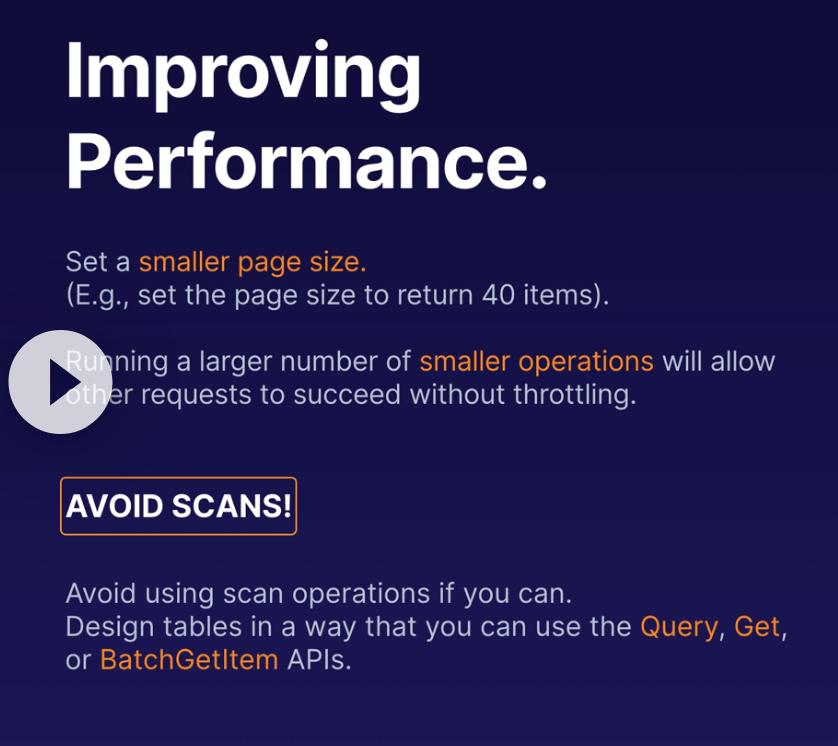 Improving
Performance.
Set a smaller page size.
(E.g., set the page size to return 40 items).
Running a larger number of smaller operations will allow
other requests to succeed without throttling.
AVOID SCANS!
Avoid using scan operations if you can.
Design tables in a way that you can use the Query, Get,
or BatchGetItem APIs.